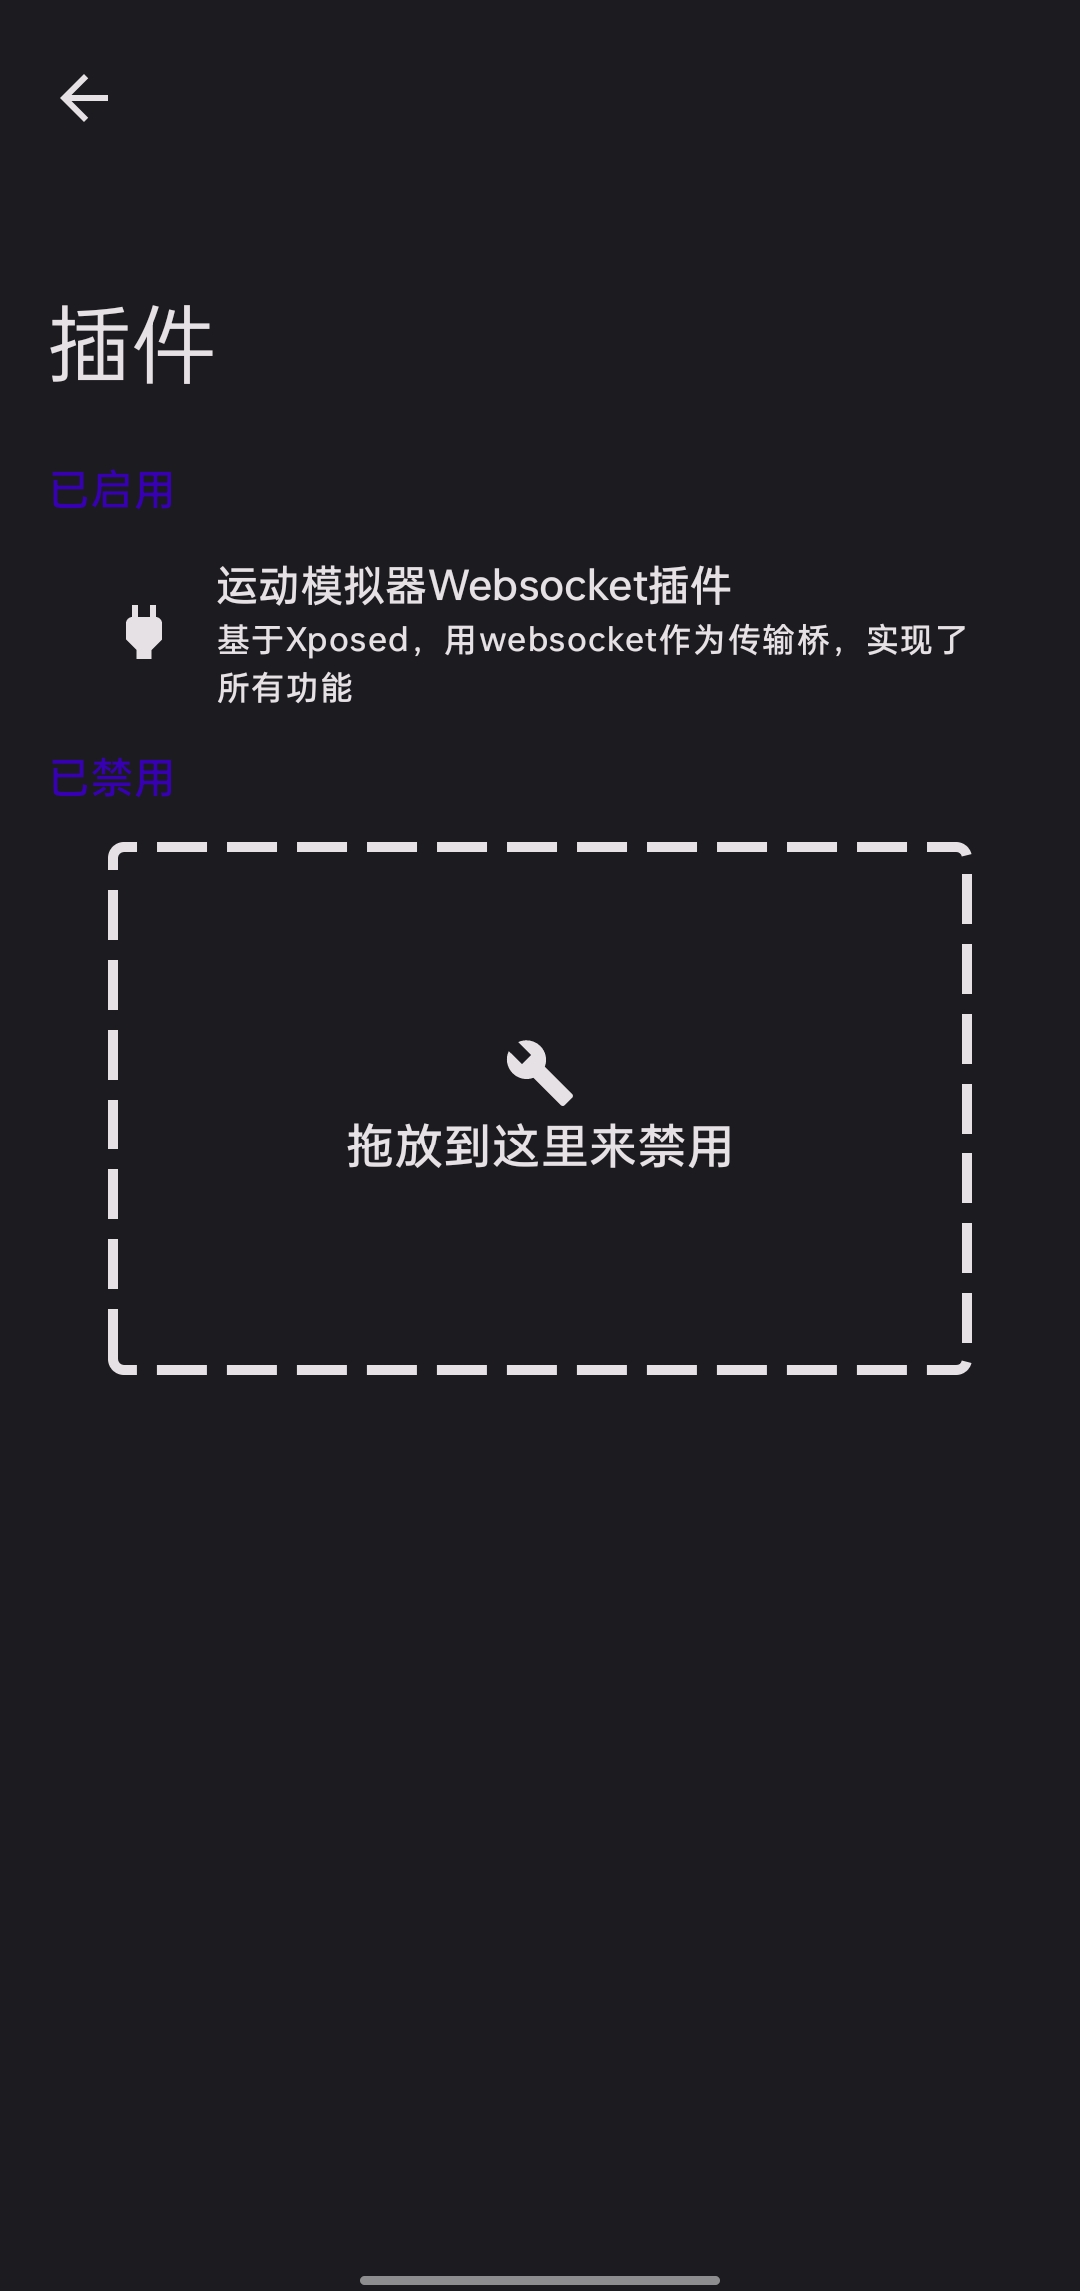 插件
已启用
运动模拟器Websocket插件
基于Xposed，用websocket作为传输桥，实现了
所有功能
已禁用
拖放到这里来禁用